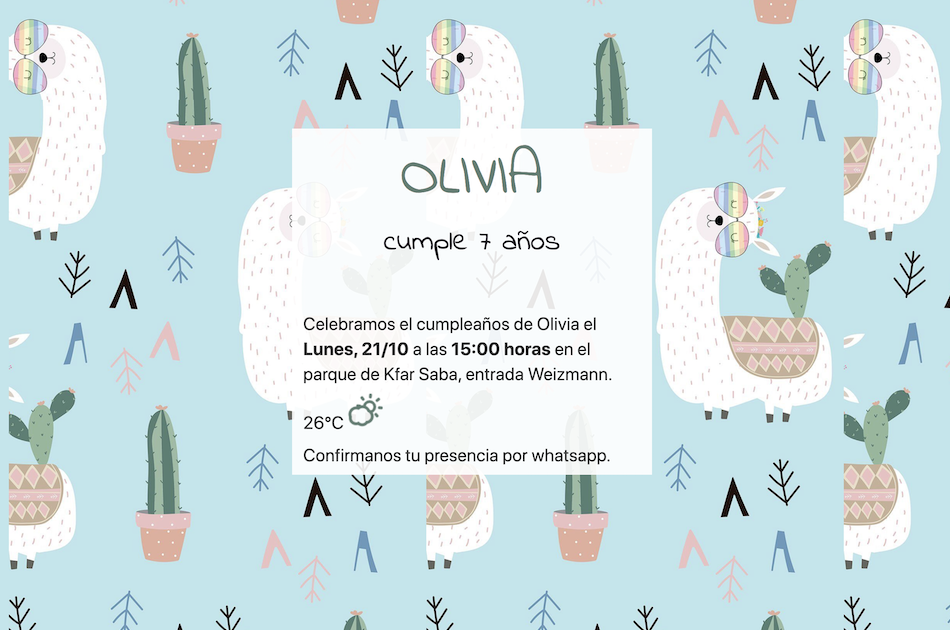 OLIVIA
cumple 7 años
Celebramos el cumpleaños de Olivia el
Lunes, 21/10 a las 15:00 horas en el
parque de Kfar Saba, entrada Weizmann.
26°C
Confirmanos tu presencia por whatsapp.